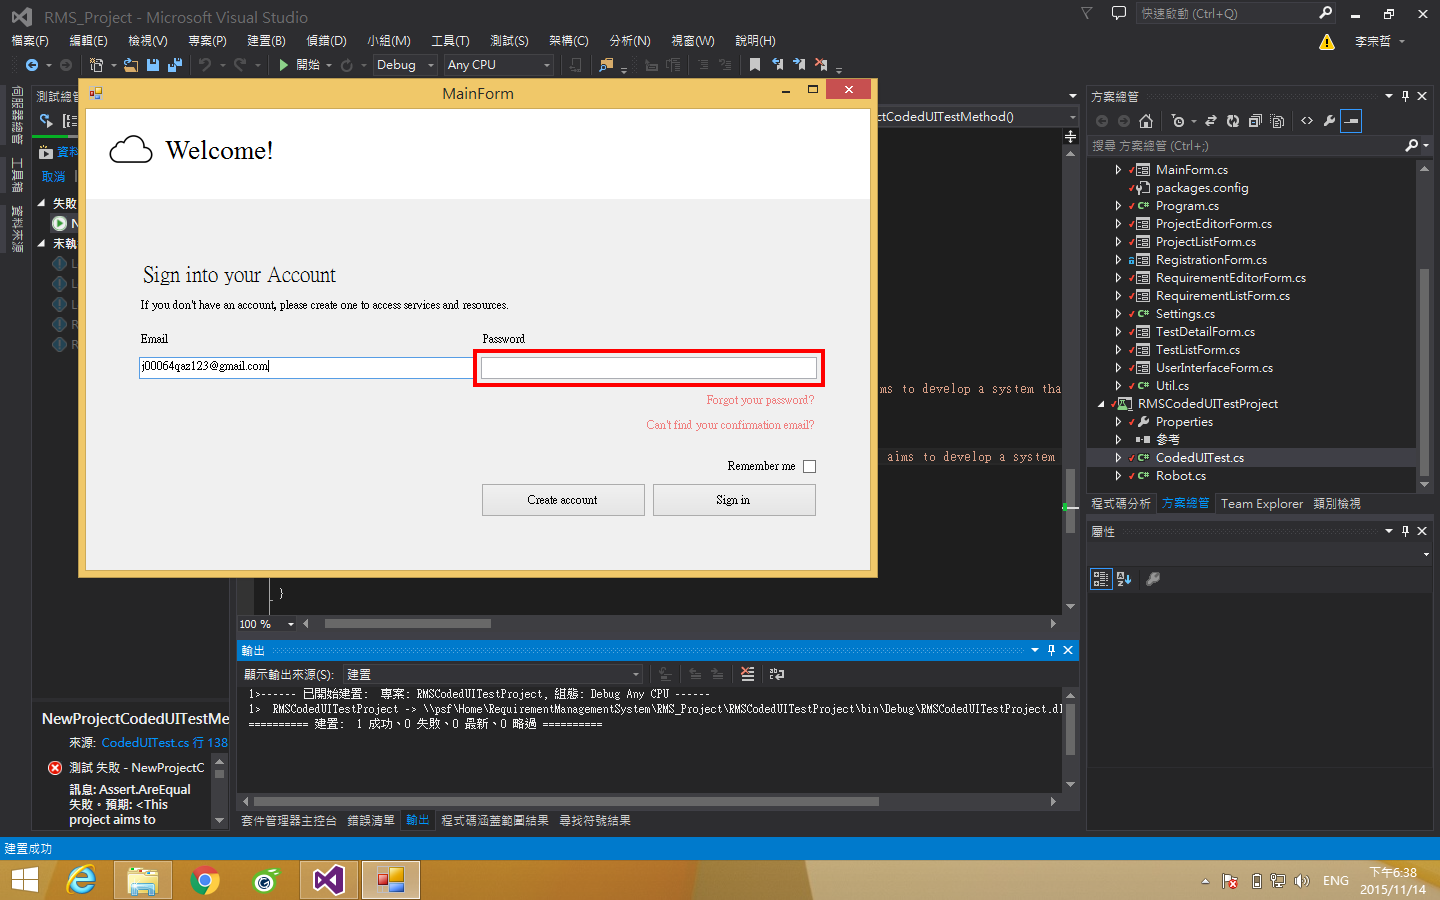 RMS_Project - Microsoft Visual Studio
快速啟動 (Ctrl+Q)
檔案(F) 編輯(E) 檢視(V) 專案(P) 建置(B) 偵錯(D) 小組(M) 工具(T) 測試(S) 架構(C) 分析(N) 視窗(W) 說明(H)
李宗哲
開始 Debug Any CPU
伺服器總管
工具箱
資料來源
測試總管
取消
失敗
未執
MainForm
Welcome!
Sign into your Account
If you don't have an account, please create one to access services and resources.
Email Password
j00064qaz123@gmail.com
Forgot your password?
Can't find your confirmation email?
Remember me
Create account Sign in
ctCodedUITestMethod()
ms to develop a system tha
aims to develop a system
}
100 %
方案總管
搜尋 方案總管 (Ctrl+;)
MainForm.cs
packages.config
Program.cs
ProjectEditorForm.cs
ProjectListForm.cs
RegistrationForm.cs
RequirementEditorForm.cs
RequirementListForm.cs
Settings.cs
TestDetailForm.cs
TestListForm.cs
UserInterfaceForm.cs
Util.cs
RMSCodedUITestProject
Properties
參考
CodedUITest.cs
Robot.cs
程式碼分析 方案總管 Team Explorer 類別檢視
屬性
輸出
顯示輸出來源(S): 建置
1>------ 已開始建置: 專案: RMSCodedUITestProject, 組態: Debug Any CPU ------
1> RMSCodedUITestProject -> \\psf\Home\RequirementManagementSystem\RMS_Project\RMSCodedUITestProject\bin\Debug\RMSCodedUITestProject.dl
========== 建置: 1 成功、0 失敗、0 最新、0 略過 ==========
套件管理器主控台 錯誤清單 輸出 程式碼涵蓋範圍結果 尋找符號結果
NewProjectCodedUITestMe
來源: CodedUITest.cs 行 138
測試 失敗 - NewProjectC
訊息: Assert.AreEqual
失敗。預期: <This
project aims to
建置成功
ENG
下午6:38
2015/11/14